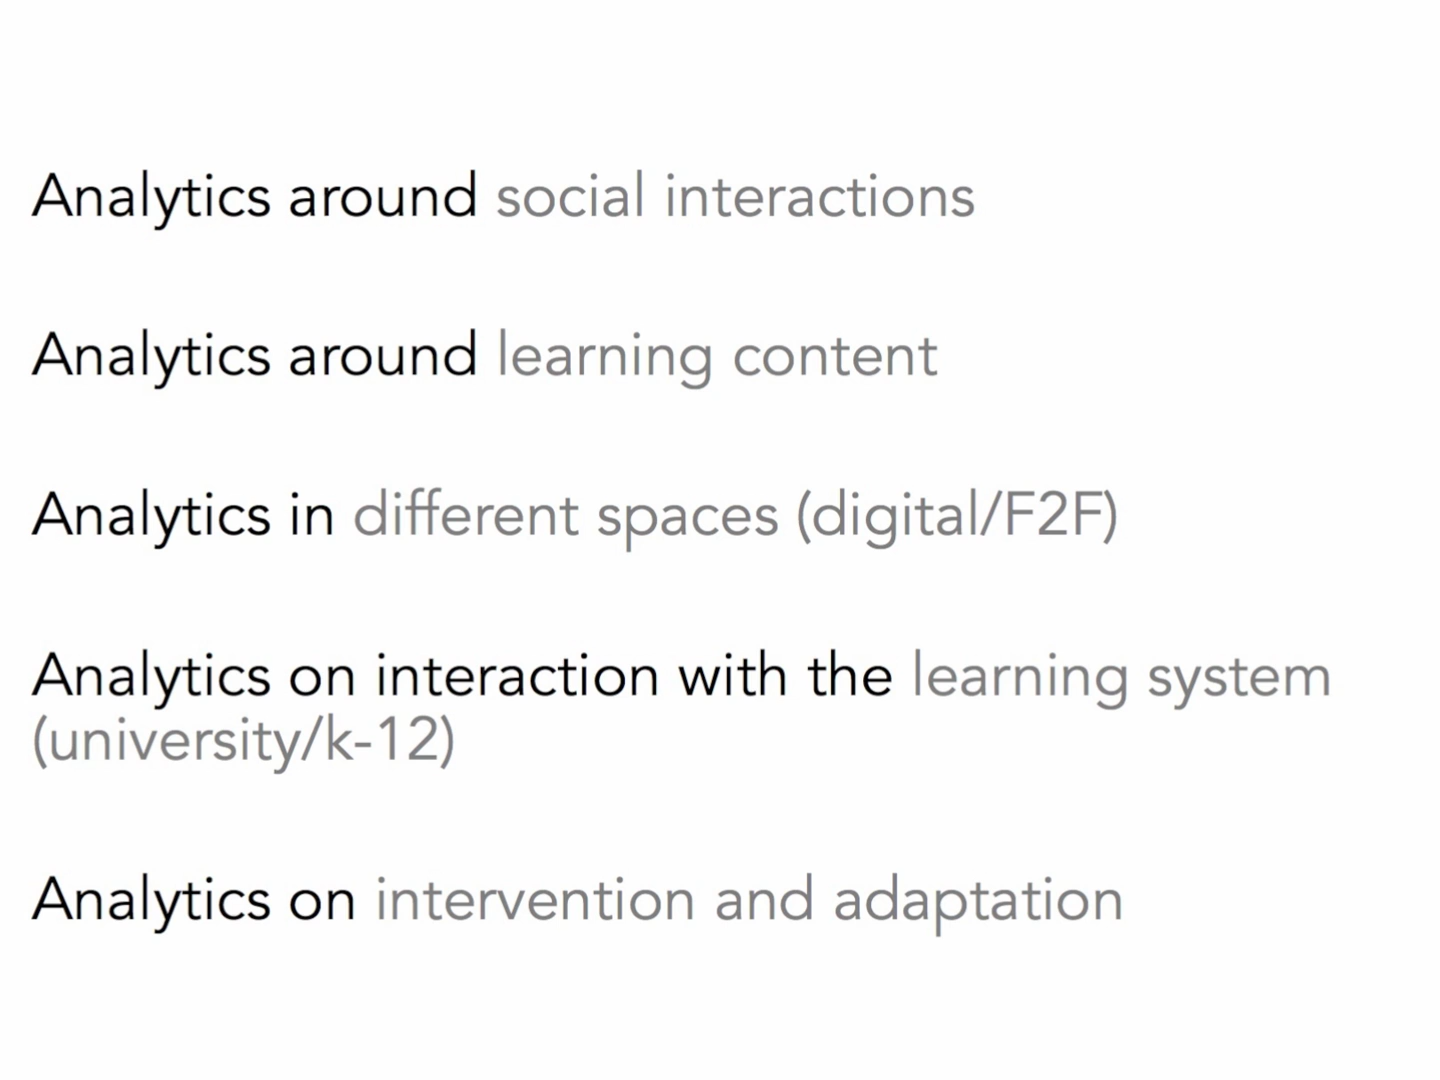 Analytics around social interactions
Analytics around learning content
Analytics in different spaces (digital/F2F)
Analytics on interaction with the learning system
(university/k-12)
Analytics on intervention and adaptation